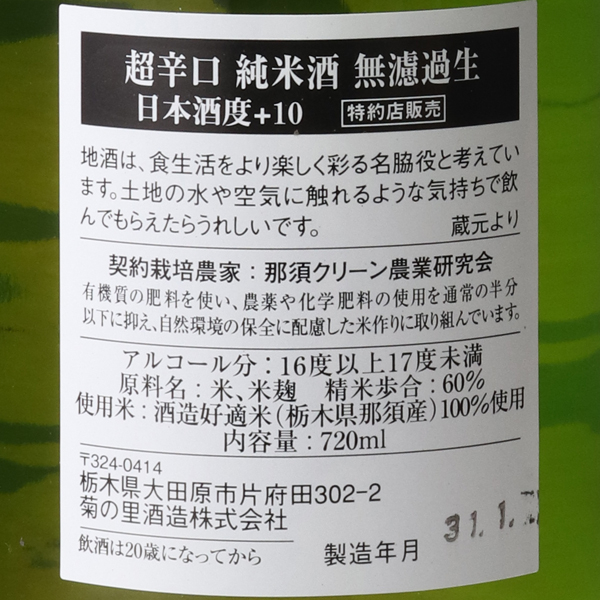 超辛口 純米酒 無濾過生
日本酒度+10 特約店販売
地酒は、食生活をより楽しく彩る名脇役と考えてい
ます。土地の水や空気に触れるような気持ちで飲
んでもらえたらうれしいです。 蔵元より
契約栽培農家：那須クリーン農業研究会
有機質の肥料を使い、農薬や化学肥料の使用を通常の半分
以下に抑え、自然環境の保全に配慮した米作りに取り組んでいます。
アルコール分：16度以上17度未満
原料名：米、米麹 精米歩合：60%
使用米：酒造好適米(栃木県那須産)100%使用
内容量：720ml
〒324-0414
栃木県大田原市片府田302-2
菊の里酒造株式会社
飲酒は20歳になってから 製造年月 31.1.